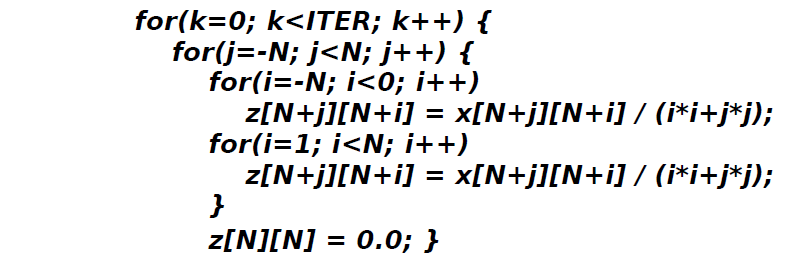 for(k=0; k<ITER; k++) {
for(j=-N; j<N; j++) {
for(i=-N; i<0; i++)
z[N+j][N+i] = x[N+j][N+i] / (i*i+j*j);
for(i=1; i<N; i++)
z[N+j][N+i] = x[N+j][N+i] / (i*i+j*j);
}
z[N][N] = 0.0; }